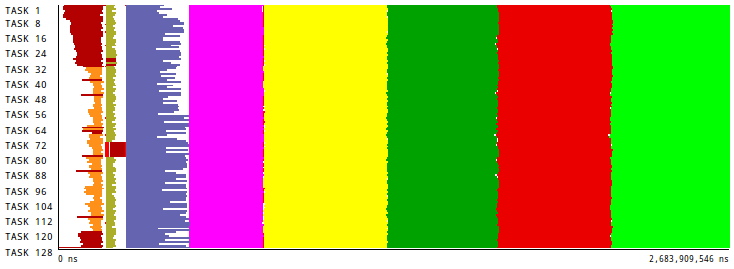 TASK 1
TASK 8
TASK 16
TASK 24
TASK 32
TASK 40
TASK 48
TASK 56
TASK 64
TASK 72
TASK 80
TASK 88
TASK 96
TASK 104
TASK 112
TASK 120
TASK 128
0 ns 2,683,909,546 ns